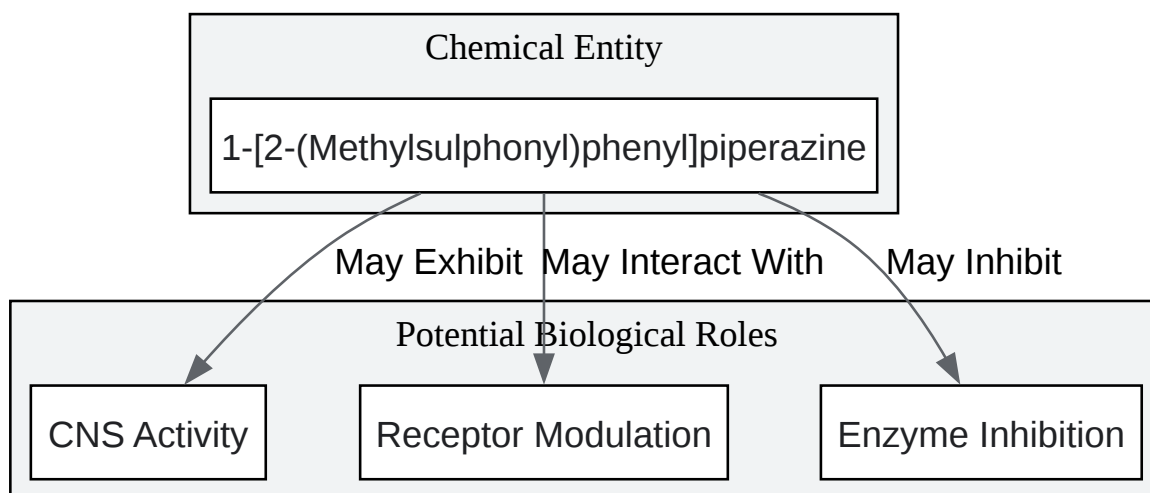 Chemical Entity
1-[2-(Methylsulphonyl)phenyl]piperazine
May Exhibit
May Interact With
May Inhibit
Potential Biological Roles
CNS Activity
Receptor Modulation
Enzyme Inhibition